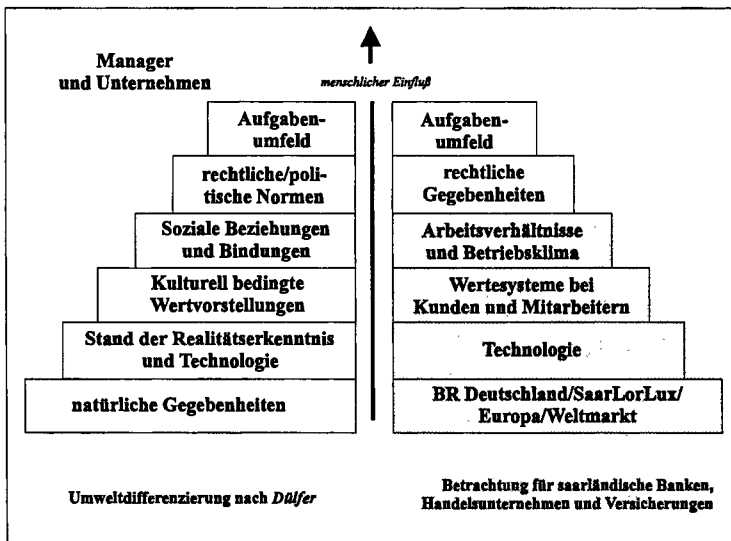 Manager
und Unternehmen
menschlicher Einfluß
Aufgaben-
umfeld
rechtliche/poli-
tische Normen
Soziale Beziehungen
und Bindungen
Kulturell bedingte
Wertvorstellungen
Stand der Realitätserkenntnis
und Technologie
natürliche Gegebenheiten
Aufgaben-
umfeld
rechtliche
Gegebenheiten
Arbeitsverhältnisse
und Betriebsklima
Wertesysteme bei
Kunden und Mitarbeitern
Technologie
BR Deutschland/SaarLorLux/
Europa/Weltmarkt
Umweltdifferenzierung nach Dülfer
Betrachtung für saarländische Banken,
Handelsunternehmen und Versicherungen